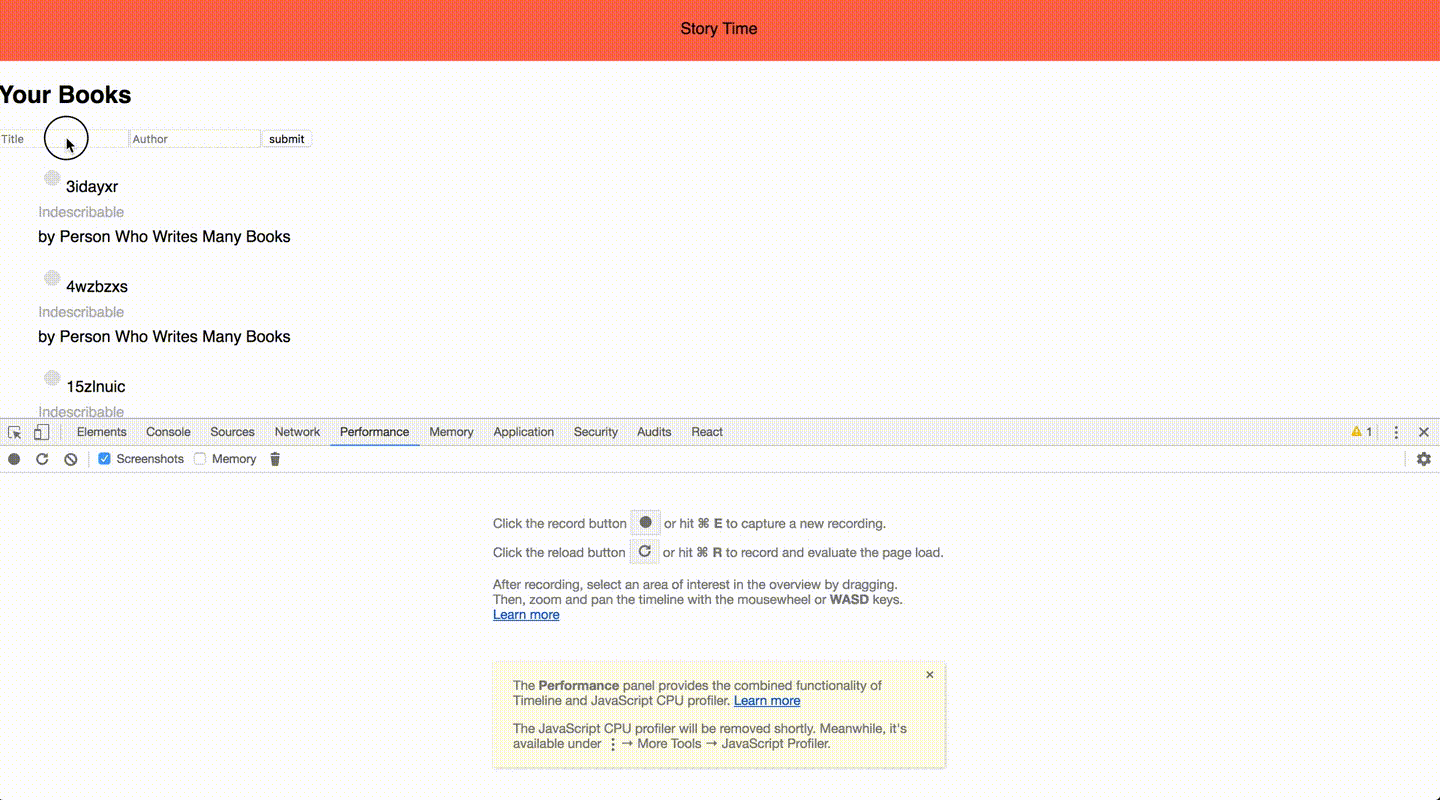 Story Time
Your Books
Title Author submit
3idayxr
Indescribable
by Person Who Writes Many Books
4wzbzxs
Indescribable
by Person Who Writes Many Books
15zlnuic
Indescribable
Elements Console Sources Network Performance Memory Application Security Audits React 1
Screenshots Memory
Click the record button or hit ⌘ E to capture a new recording.
Click the reload button or hit ⌘ R to record and evaluate the page load.
After recording, select an area of interest in the overview by dragging.
Then, zoom and pan the timeline with the mousewheel or WASD keys.
Learn more
The Performance panel provides the combined functionality of
Timeline and JavaScript CPU profiler. Learn more
The JavaScript CPU profiler will be removed shortly. Meanwhile, it's
available under ⋮ → More Tools → JavaScript Profiler.